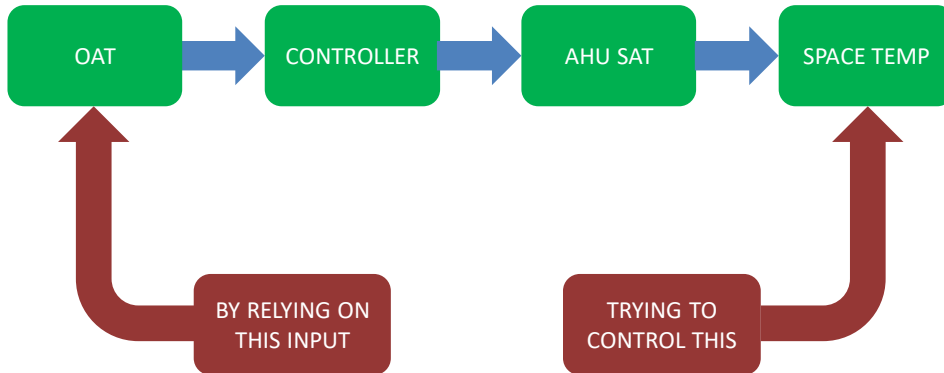 OAT
CONTROLLER
AHU SAT
SPACE TEMP
BY RELYING ON
THIS INPUT
TRYING TO
CONTROL THIS